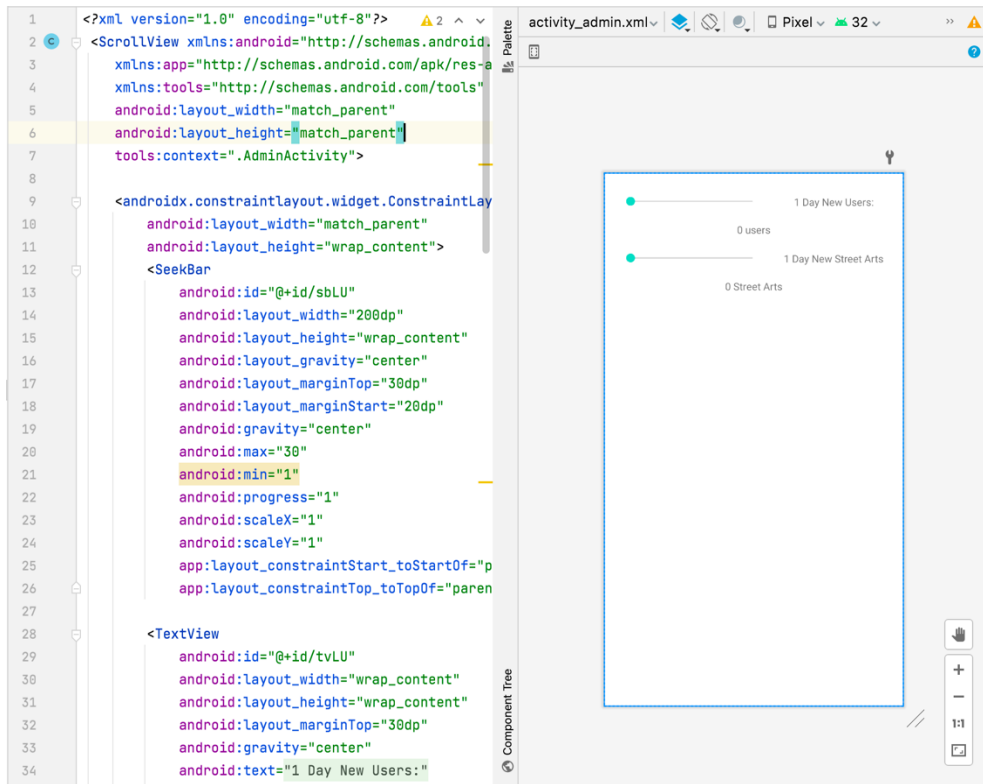 1 <?xml version="1.0" encoding="utf-8"?> 2
2 C <ScrollView xmlns:android="http://schemas.android.
3 xmlns:app="http://schemas.android.com/apk/res-a
4 xmlns:tools="http://schemas.android.com/tools"
5 android:layout_width="match_parent"
6 android:layout_height="match_parent"
7 tools:context=".AdminActivity">
8
9 <androidx.constraintlayout.widget.ConstraintLay
10 android:layout_width="match_parent"
11 android:layout_height="wrap_content">
12 <SeekBar
13 android:id="@+id/sbLU"
14 android:layout_width="200dp"
15 android:layout_height="wrap_content"
16 android:layout_gravity="center"
17 android:layout_marginTop="30dp"
18 android:layout_marginStart="20dp"
19 android:gravity="center"
20 android:max="30"
21 android:min="1"
22 android:progress="1"
23 android:scaleX="1"
24 android:scaleY="1"
25 app:layout_constraintStart_toStartOf="p
26 app:layout_constraintTop_toTopOf="paren
27
28 <TextView
29 android:id="@+id/tvLU"
30 android:layout_width="wrap_content"
31 android:layout_height="wrap_content"
32 android:layout_marginTop="30dp"
33 android:gravity="center"
34 android:text="1 Day New Users:"
Palette
Component Tree
activity_admin.xml Pixel 32 »
?
1 Day New Users:
0 users
1 Day New Street Arts
0 Street Arts
+
−
1:1